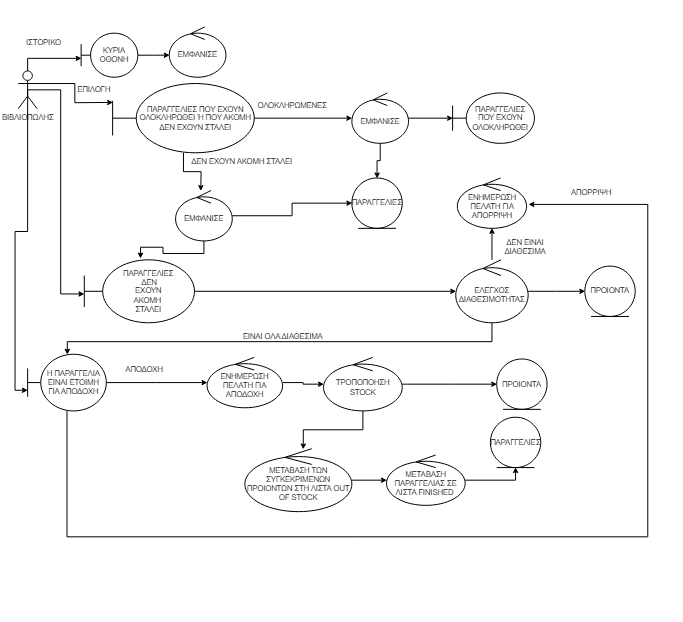 ΙΣΤΟΡΙΚΟ
ΚΥΡΙΑ
ΟΘΟΝΗ
ΕΜΦΑΝΙΣΕ
ΒΙΒΛΙΟΠΩΛΗΣ
ΕΠΙΛΟΓΗ
ΠΑΡΑΓΓΕΛΙΕΣ ΠΟΥ ΕΧΟΥΝ
ΟΛΟΚΛΗΡΩΘΕΙ Ή ΠΟΥ ΑΚΟΜΗ
ΔΕΝ ΕΧΟΥΝ ΣΤΑΛΕΙ
ΟΛΟΚΛΗΡΩΜΕΝΕΣ
ΕΜΦΑΝΙΣΕ
ΠΑΡΑΓΓΕΛΙΕΣ
ΠΟΥ ΕΧΟΥΝ
ΟΛΟΚΛΗΡΩΘΕΙ
ΔΕΝ ΕΧΟΥΝ ΑΚΟΜΗ ΣΤΑΛΕΙ
ΕΜΦΑΝΙΣΕ
ΠΑΡΑΓΓΕΛΙΕΣ
ΕΝΗΜΕΡΩΣΗ
ΠΕΛΑΤΗ ΓΙΑ
ΑΠΟΡΡΙΨΗ
ΑΠΟΡΡΙΨΗ
ΔΕΝ ΕΙΝΑΙ
ΔΙΑΘΕΣΙΜΑ
ΠΑΡΑΓΓΕΛΙΕΣ
ΔΕΝ
ΕΧΟΥΝ
ΑΚΟΜΗ
ΣΤΑΛΕΙ
ΕΛΕΓΧΟΣ
ΔΙΑΘΕΣΙΜΟΤΗΤΑΣ
ΠΡΟΙΟΝΤΑ
ΕΙΝΑΙ ΟΛΑ ΔΙΑΘΕΣΙΜΑ
Η ΠΑΡΑΓΓΕΛΙΑ
ΕΙΝΑΙ ΕΤΟΙΜΗ
ΓΙΑ ΑΠΟΔΟΧΗ
ΑΠΟΔΟΧΗ
ΕΝΗΜΕΡΩΣΗ
ΠΕΛΑΤΗ ΓΙΑ
ΑΠΟΔΟΧΗ
ΤΡΟΠΟΠΟΙΗΣΗ
STOCK
ΠΡΟΙΟΝΤΑ
ΠΑΡΑΓΓΕΛΙΕΣ
ΜΕΤΑΒΑΣΗ ΤΩΝ
ΣΥΓΚΕΚΡΙΜΕΝΩΝ
ΠΡΟΙΟΝΤΩΝ ΣΤΗ ΛΙΣΤΑ OUT
OF STOCK
ΜΕΤΑΒΑΣΗ
ΠΑΡΑΓΓΕΛΙΑΣ ΣΕ
ΛΙΣΤΑ FINISHED